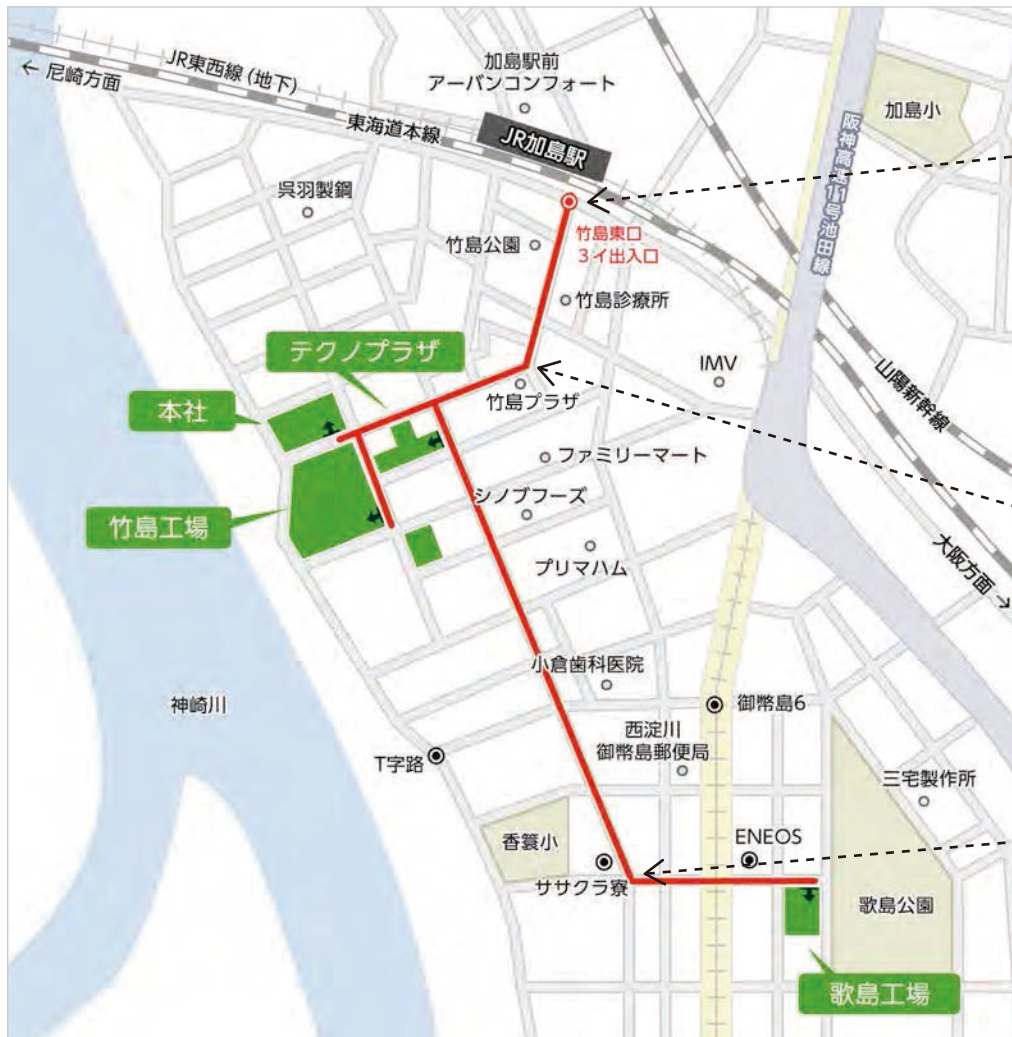 JR東西線（地下）
← 尼崎方面
東海道本線
加島駅前
アーバンコンフォート
JR加島駅
加島小
阪神高速11号池田線
呉羽製鋼
竹島公園
竹島東口
３イ出入口
竹島診療所
テクノプラザ
IMV
山陽新幹線
本社
竹島プラザ
ファミリーマート
シノブフーズ
竹島工場
プリマハム
大阪方面 →
小倉歯科医院
神崎川
御幣島6
西淀川
御幣島郵便局
T字路
三宅製作所
香簑小
ENEOS
ササクラ寮
歌島公園
歌島工場